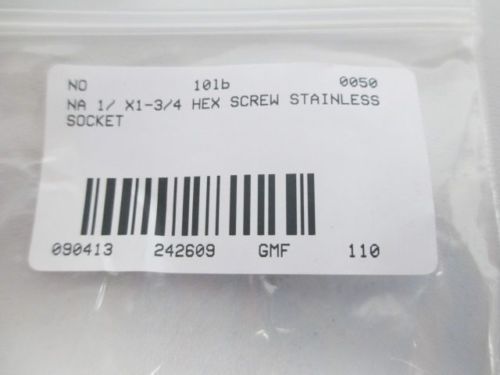 NO 101b 0050
NA 1/ X1-3/4 HEX SCREW STAINLESS
SOCKET
090413 242609 GMF 110